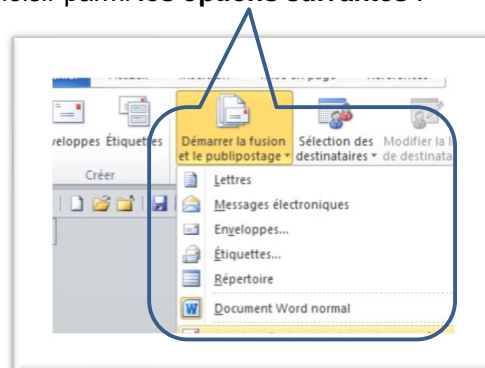 parmi les options suivantes :
Enveloppes Étiquettes
Démarrer la fusion et le publipostage
Sélection des destinataires
Modifier la
de destinata
Créer
Lettres
Messages électroniques
Enveloppes...
Étiquettes...
Répertoire
Document Word normal